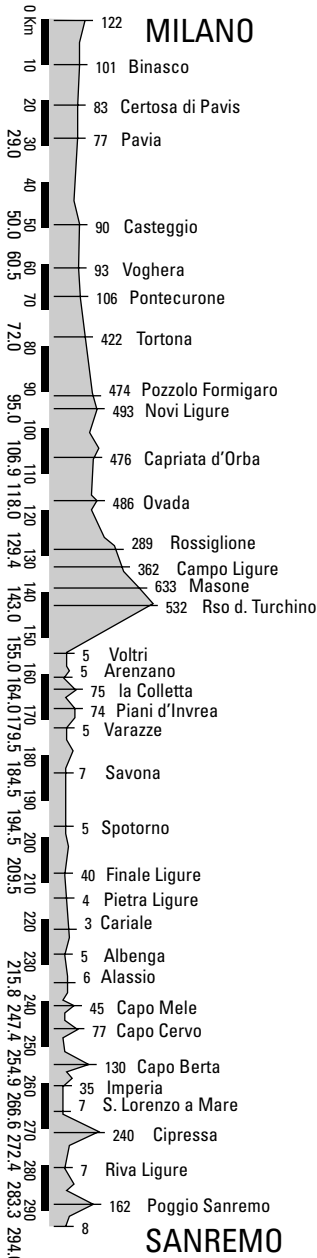 0 Km
122 MILANO
10
101 Binasco
20
83 Certosa di Pavis
29.0
77 Pavia
40
50.0
50
90 Casteggio
60.5
60
93 Voghera
70
106 Pontecurone
72.0
422 Tortona
80
90
474 Pozzolo Formigaro
95.0
493 Novi Ligure
100
106.9
476 Capriata d'Orba
110
118.0
486 Ovada
120
129.4
289 Rossiglione
130
362 Campo Ligure
140
633 Masone
143.0
532 Rso d. Turchino
150
155.0
5 Voltri
160
5 Arenzano
164.0
75 la Colletta
170
74 Piani d'Invrea
179.5
5 Varazze
180
184.5
7 Savona
190
194.5
5 Spotorno
200
209.5
40 Finale Ligure
210
4 Pietra Ligure
220
3 Cariale
230
5 Albenga
215.8
6 Alassio
240
45 Capo Mele
247.4
77 Capo Cervo
250
254.9
130 Capo Berta
260
35 Imperia
266.6
7 S. Lorenzo a Mare
270
240 Cipressa
272.4
280
7 Riva Ligure
283.3
290
162 Poggio Sanremo
294.0
8
SANREMO